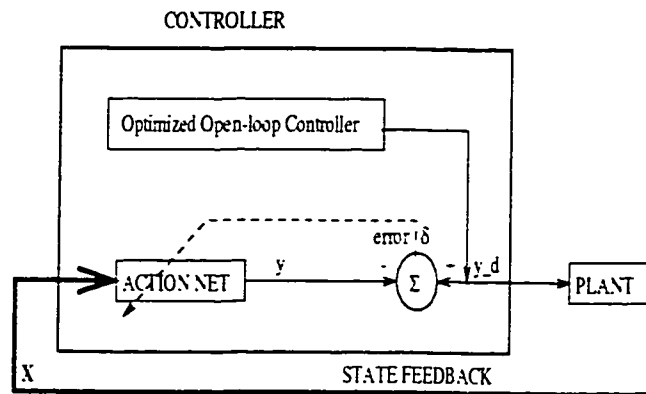 CONTROLLER
Optimized Open-loop Controller
error δ
y
-
y_d
ACTION NET
Σ
PLANT
X
STATE FEEDBACK